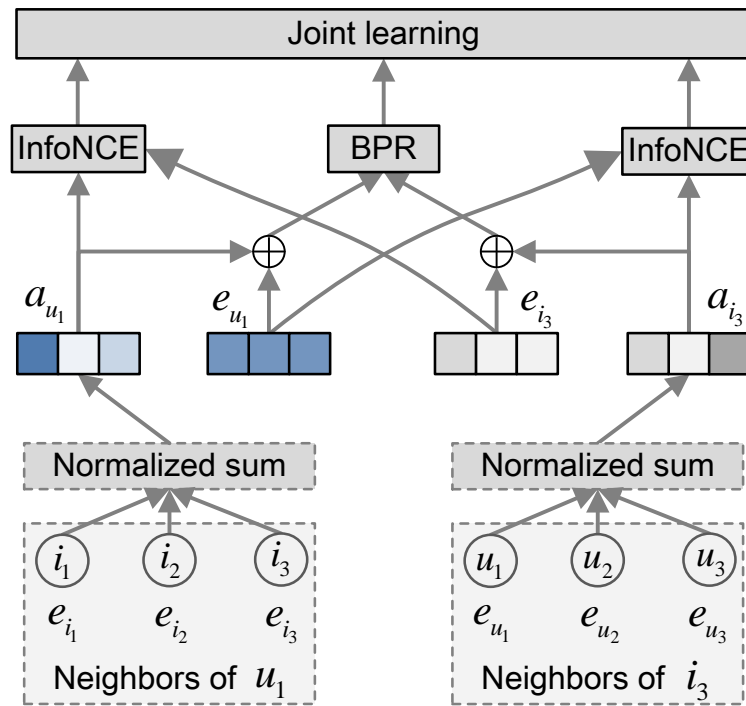 Joint learning
InfoNCE BPR InfoNCE
a_{u_1} e_{u_1} e_{i_3} a_{i_3}
Normalized sum Normalized sum
i_1 i_2 i_3 u_1 u_2 u_3
e_{i_1} e_{i_2} e_{i_3} e_{u_1} e_{u_2} e_{u_3}
Neighbors of u_1 Neighbors of i_3